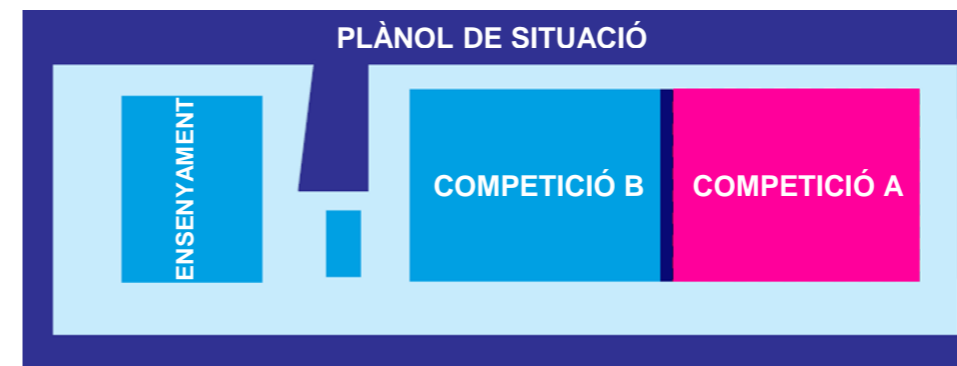 PLÀNOL DE SITUACIÓ
ENSENYAMENT
COMPETICIÓ B
COMPETICIÓ A